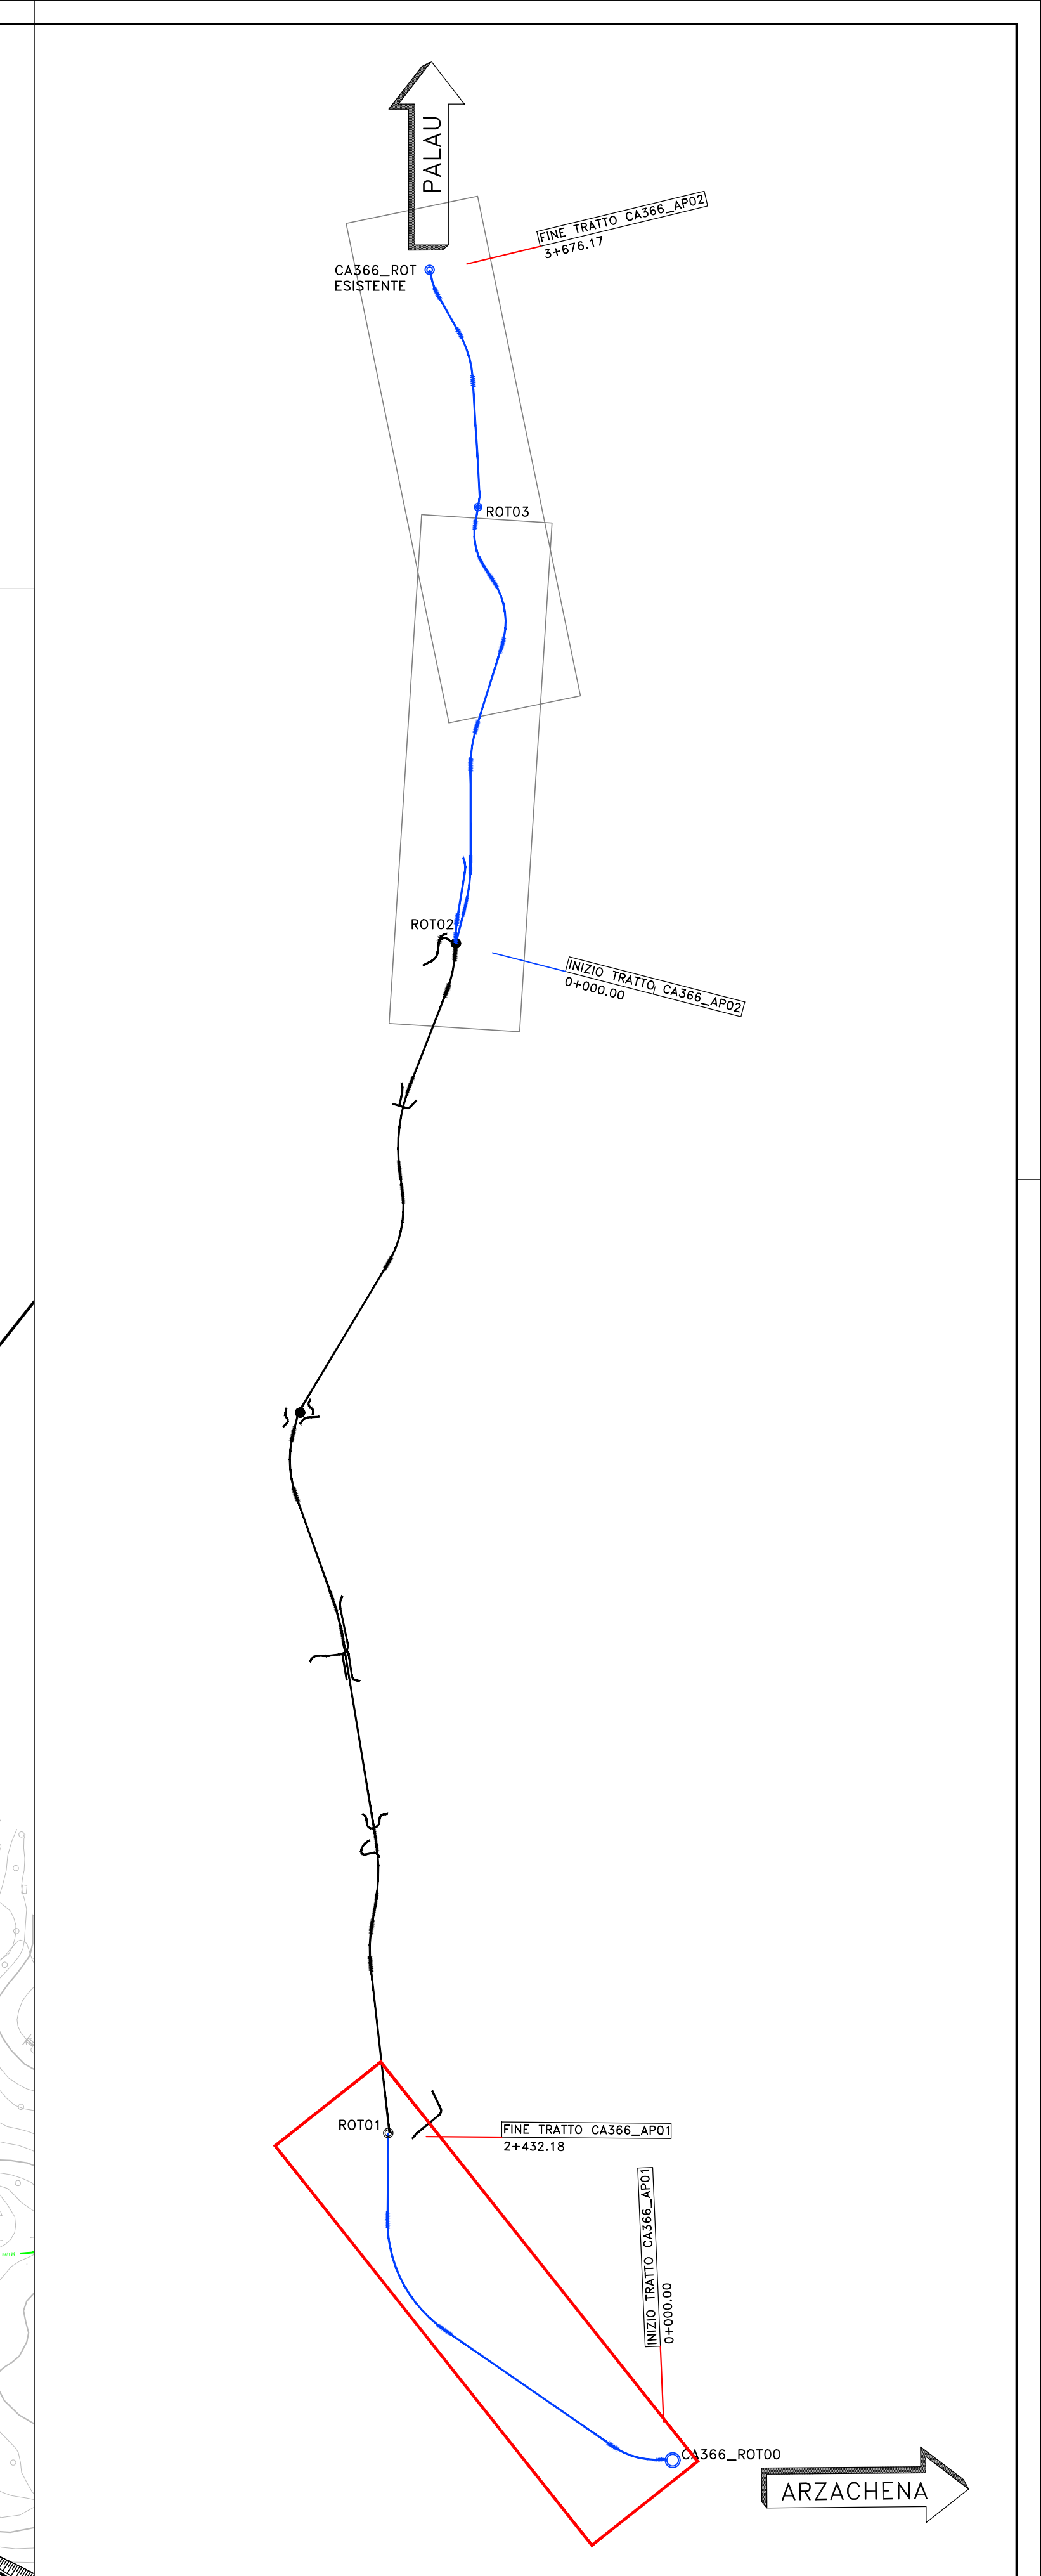 PALAU
FINE TRATTO CA366_AP02
3+676.17
CA366_ROT
ESISTENTE
ROT03
ROT02
INIZIO TRATTO CA366_AP02
0+000.00
ROT01
FINE TRATTO CA366_AP01
2+432.18
INIZIO TRATTO CA366_AP01
0+000.00
CA366_ROT00
ARZACHENA